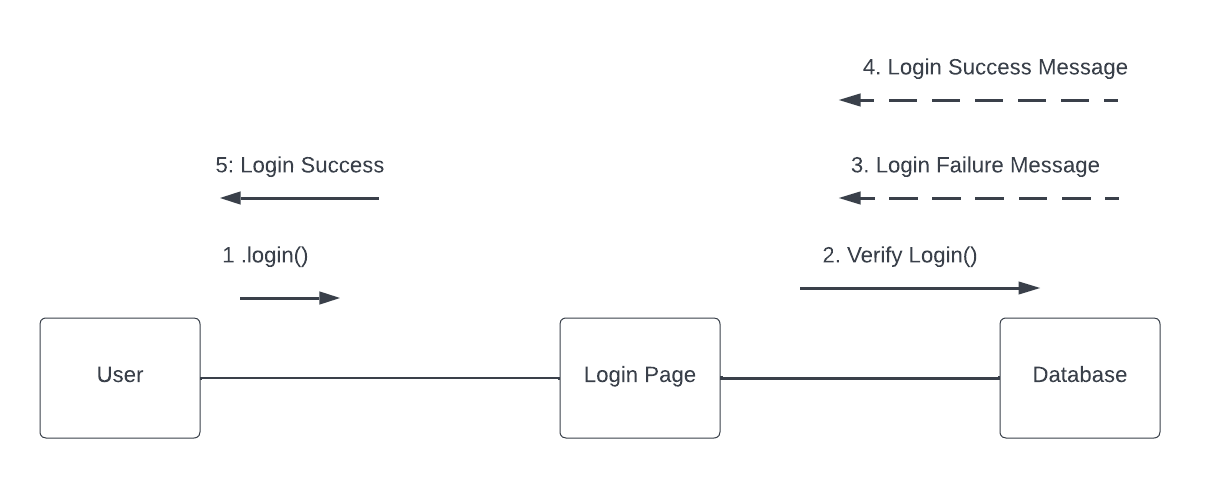 4. Login Success Message
5: Login Success
3. Login Failure Message
1 .login()
2. Verify Login()
User
Login Page
Database